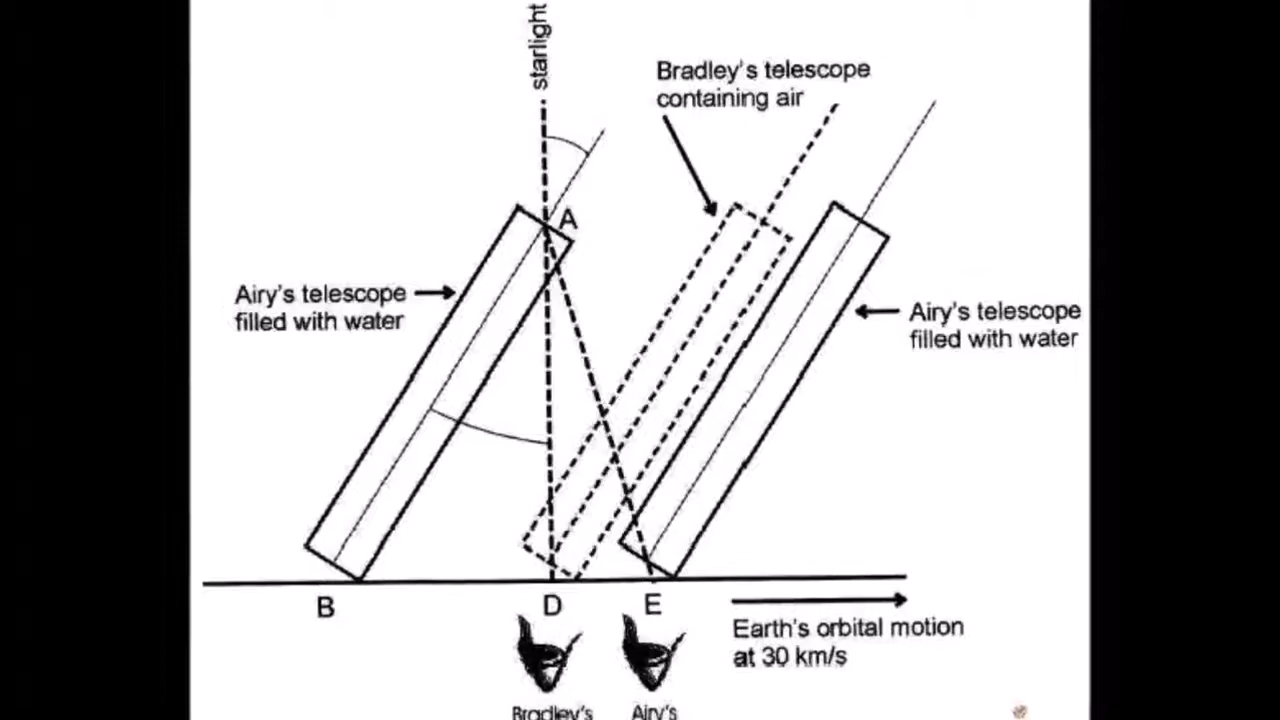 starlight
Bradley's telescope
containing air
A
Airy's telescope
filled with water
Airy's telescope
filled with water
B
D
E
Earth's orbital motion
at 30 km/s
Bradley's
Airy's